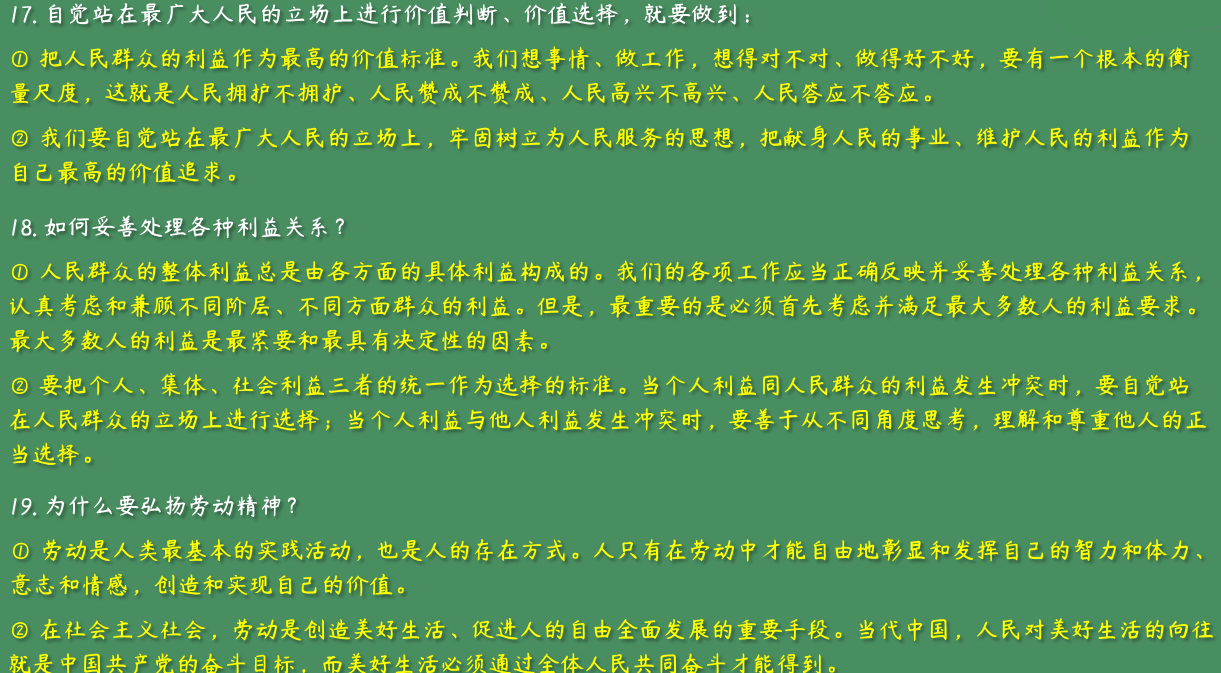 17. 自觉站在最广大人民的立场上进行价值判断、价值选择，就要做到：
① 把人民群众的利益作为最高的价值标准。我们想事情、做工作，想得对不对、做得好不好，要有一个根本的衡
量尺度，这就是人民拥护不拥护、人民赞成不赞成、人民高兴不高兴、人民答应不答应。
② 我们要自觉站在最广大人民的立场上，牢固树立为人民服务的思想，把献身人民的事业、维护人民的利益作为
自己最高的价值追求。
18. 如何妥善处理各种利益关系？
① 人民群众的整体利益总是由各方面的具体利益构成的。我们的各项工作应当正确反映并妥善处理各种利益关系，
认真考虑和兼顾不同阶层、不同方面群众的利益。但是，最重要的是必须首先考虑并满足最大多数人的利益要求。
最大多数人的利益是最紧要和最具有决定性的因素。
② 要把个人、集体、社会利益三者的统一作为选择的标准。当个人利益同人民群众的利益发生冲突时，要自觉站
在人民群众的立场上进行选择；当个人利益与他人利益发生冲突时，要善于从不同角度思考，理解和尊重他人的正
当选择。
19. 为什么要弘扬劳动精神？
① 劳动是人类最基本的实践活动，也是人的存在方式。人只有在劳动中才能自由地彰显和发挥自己的智力和体力、
意志和情感，创造和实现自己的价值。
② 在社会主义社会，劳动是创造美好生活、促进人的自由全面发展的重要手段。当代中国，人民对美好生活的向往
就是中国共产党的奋斗目标，而美好生活必须通过全体人民共同奋斗才能得到。